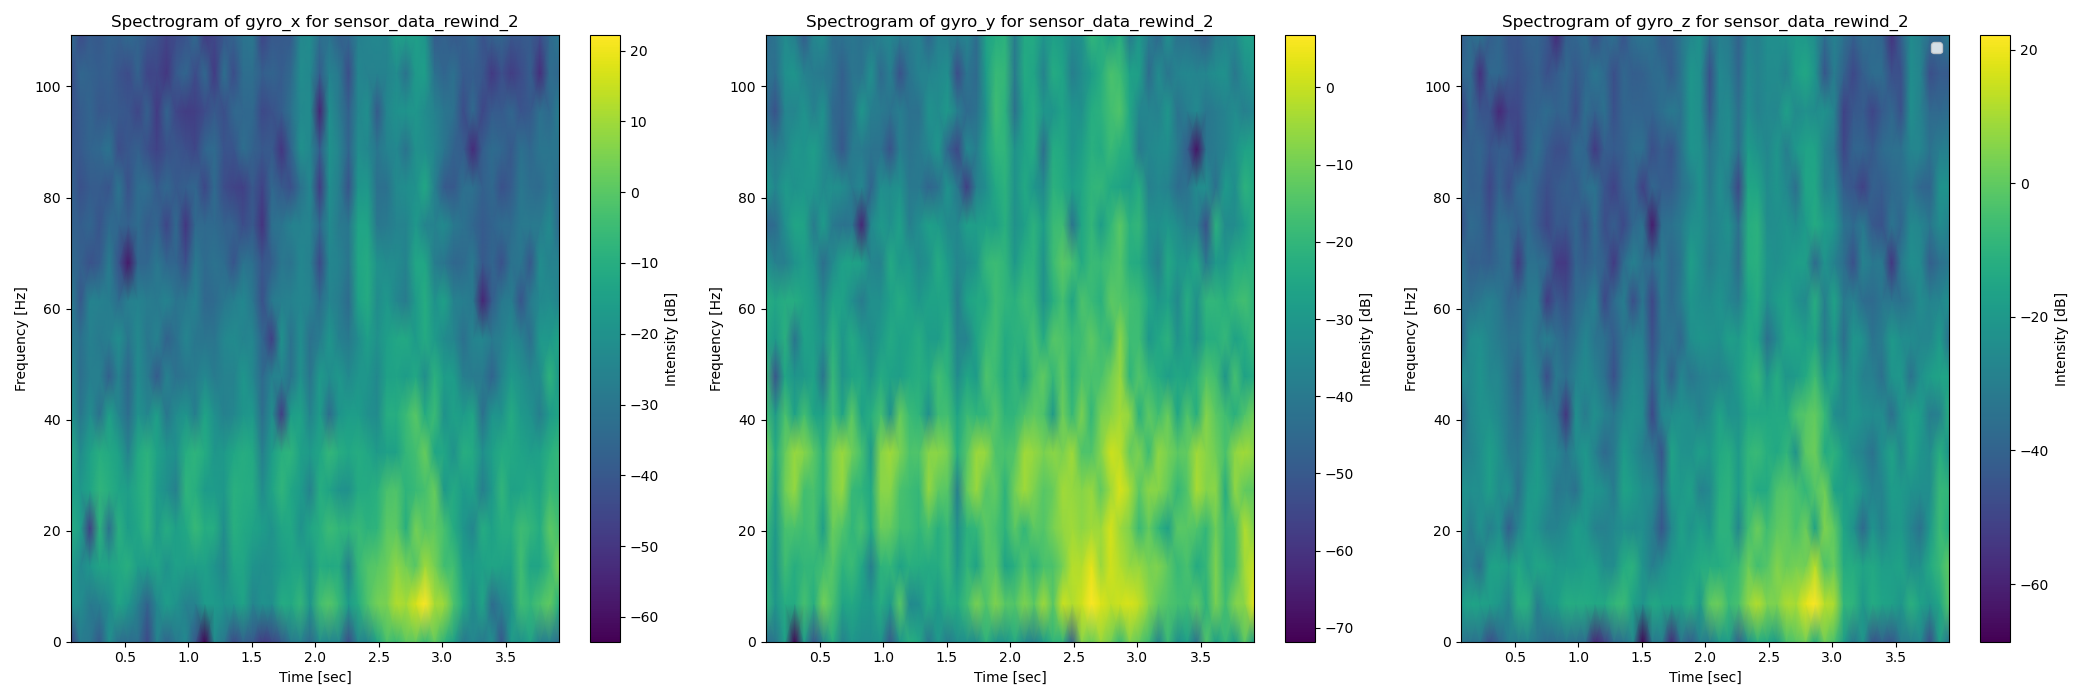 Spectrogram of gyro_x for sensor_data_rewind_2
Frequency [Hz]
100
80
60
40
20
0
0.5 1.0 1.5 2.0 2.5 3.0 3.5
Time [sec]
20
10
0
−10
−20
−30
−40
−50
−60
Intensity [dB]
Spectrogram of gyro_y for sensor_data_rewind_2
Frequency [Hz]
100
80
60
40
20
0
0.5 1.0 1.5 2.0 2.5 3.0 3.5
Time [sec]
0
−10
−20
−30
−40
−50
−60
−70
Intensity [dB]
Spectrogram of gyro_z for sensor_data_rewind_2
Frequency [Hz]
100
80
60
40
20
0
0.5 1.0 1.5 2.0 2.5 3.0 3.5
Time [sec]
20
0
−20
−40
−60
Intensity [dB]